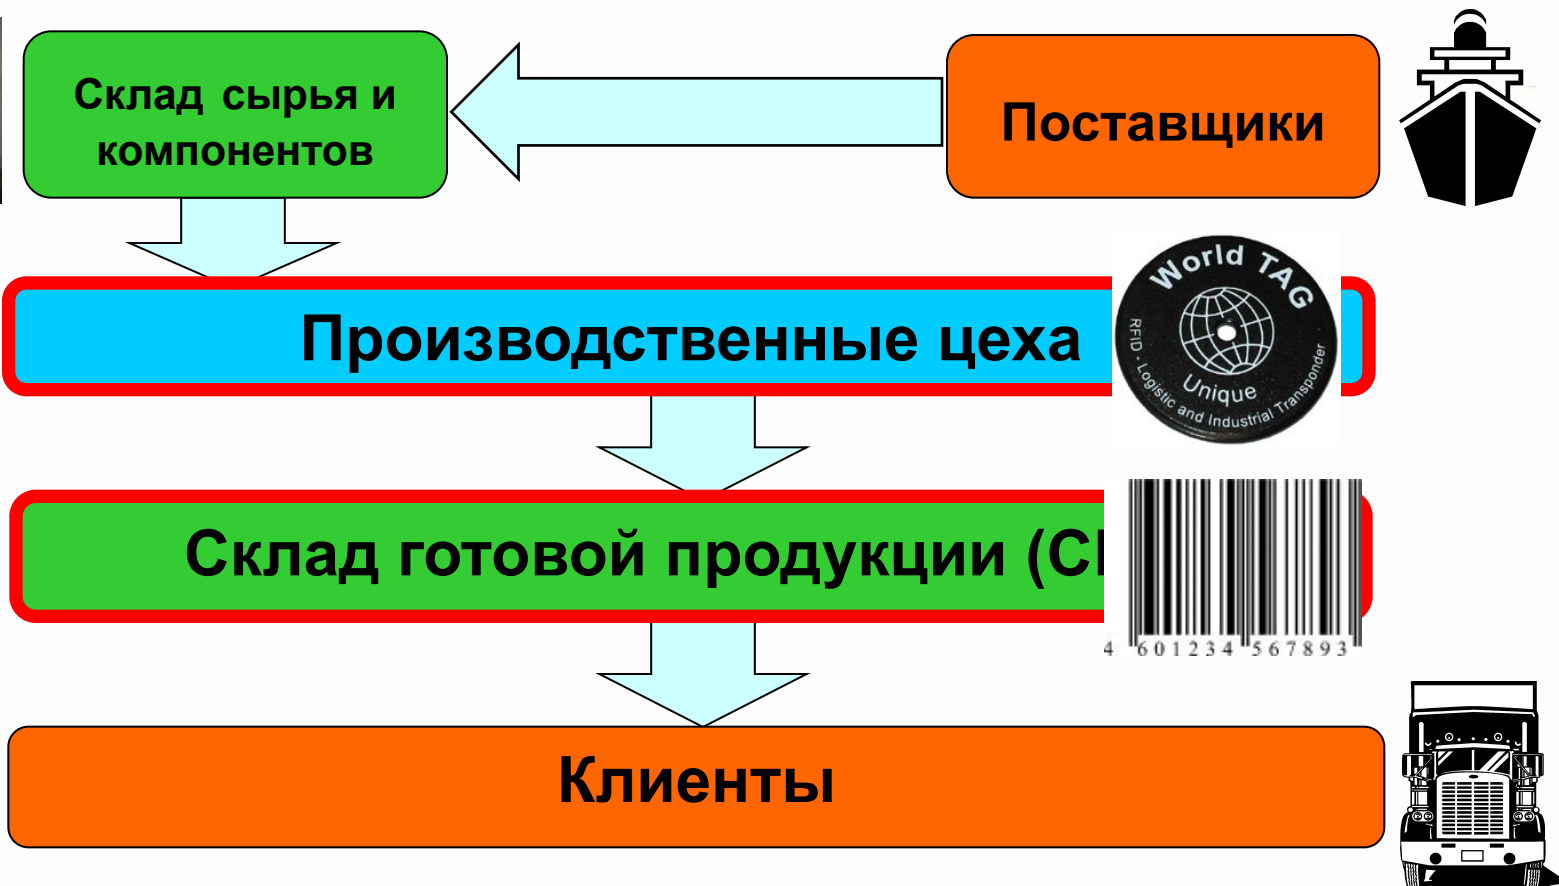 Склад сырья и
компонентов
Поставщики
World TAG
Unique
RFID - Logistic and Industrial Transponder
Производственные цеха
Склад готовой продукции
4 601234 567893
Клиенты